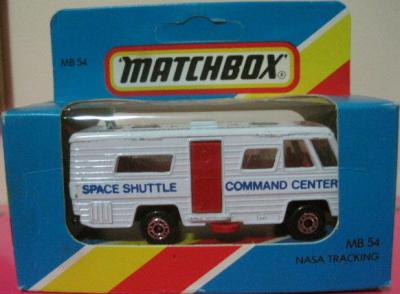 MB 54
MATCHBOX®
SPACE SHUTTLE COMMAND CENTER
MB 54
NASA TRACKING